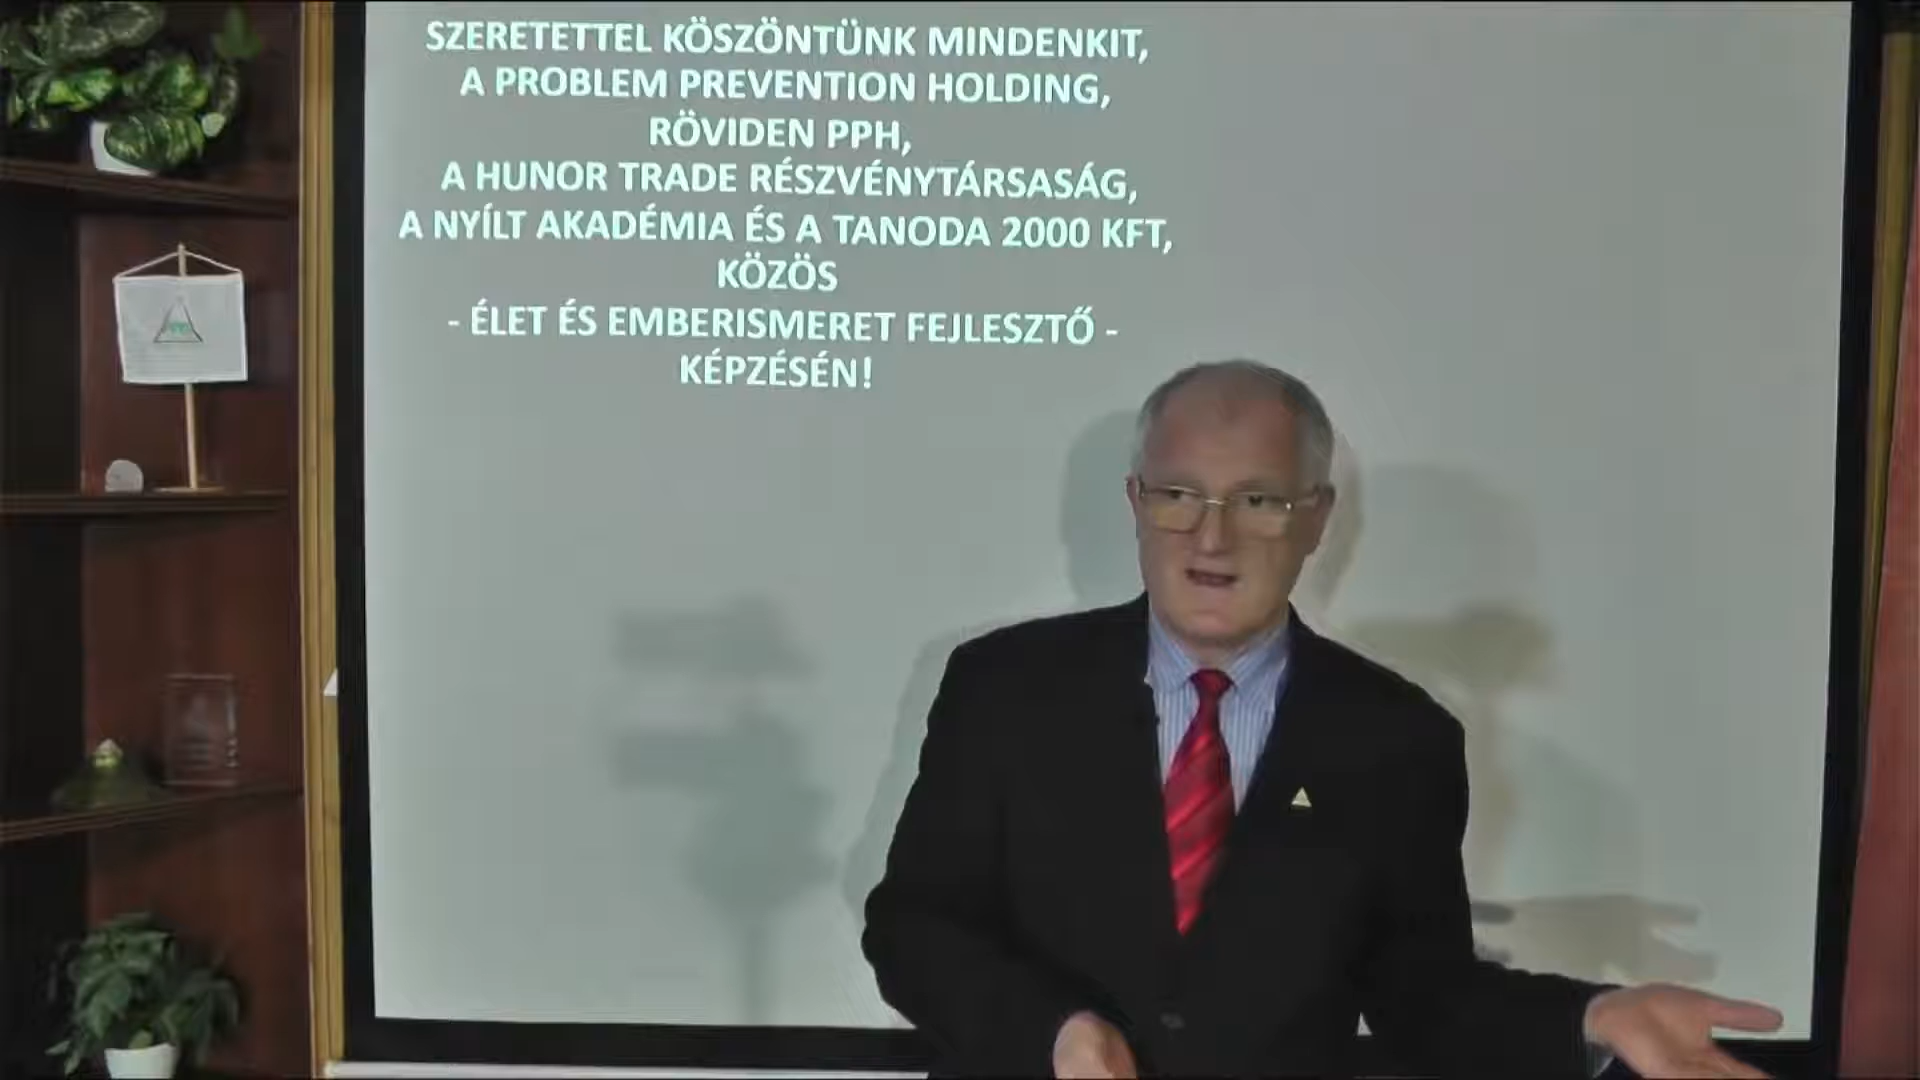 SZERETETTEL KÖSZÖNTÜNK MINDENKIT,
A PROBLEM PREVENTION HOLDING,
RÖVIDEN PPH,
A HUNOR TRADE RÉSZVÉNYTÁRSASÁG,
A NYÍLT AKADÉMIA ÉS A TANODA 2000 KFT,
KÖZÖS
- ÉLET ÉS EMBERISMERET FEJLESZTŐ -
KÉPZÉSÉN!